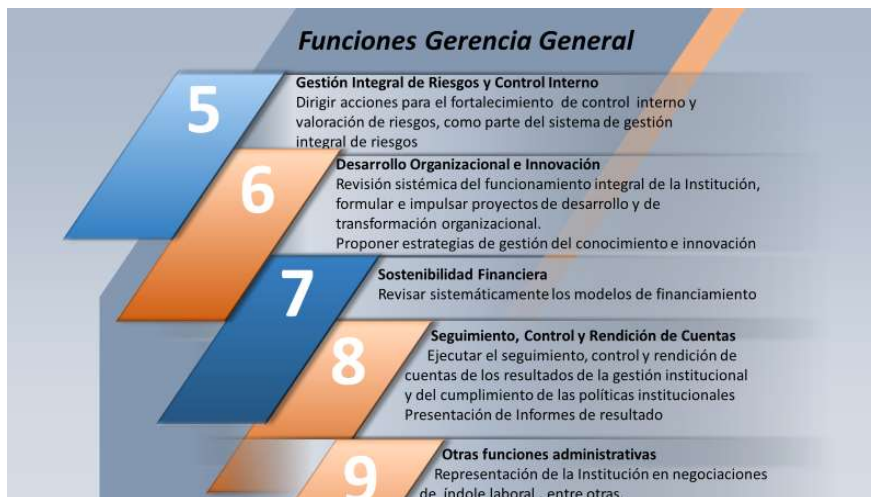 Funciones Gerencia General
5
Gestión Integral de Riesgos y Control Interno
Dirigir acciones para el fortalecimiento de control interno y
valoración de riesgos, como parte del sistema de gestión
integral de riesgos
6
Desarrollo Organizacional e Innovación
Revisión sistémica del funcionamiento integral de la Institución,
formular e impulsar proyectos de desarrollo y de
transformación organizacional.
Proponer estrategias de gestión del conocimiento e innovación
7
Sostenibilidad Financiera
Revisar sistemáticamente los modelos de financiamiento
8
Seguimiento, Control y Rendición de Cuentas
Ejecutar el seguimiento, control y rendición de
cuentas de los resultados de la gestión institucional
y del cumplimiento de las políticas institucionales
Presentación de Informes de resultado
9
Otras funciones administrativas
Representación de la Institución en negociaciones
de índole laboral , entre otras.